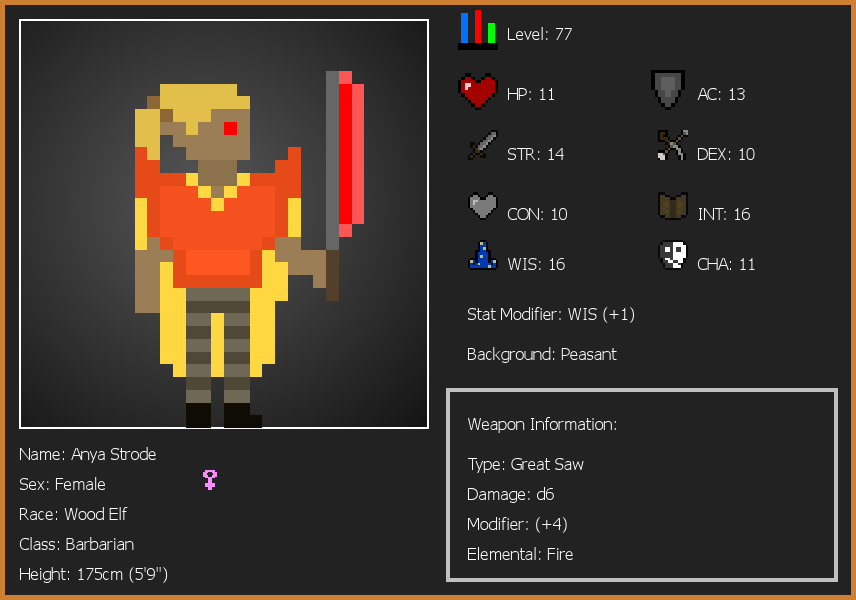 Level: 77
HP: 11
AC: 13
STR: 14
DEX: 10
CON: 10
INT: 16
WIS: 16
CHA: 11
Stat Modifier: WIS (+1)
Background: Peasant
Weapon Information:
Type: Great Saw
Damage: d6
Modifier: (+4)
Elemental: Fire
Name: Anya Strode
Sex: Female
Race: Wood Elf
Class: Barbarian
Height: 175cm (5'9")